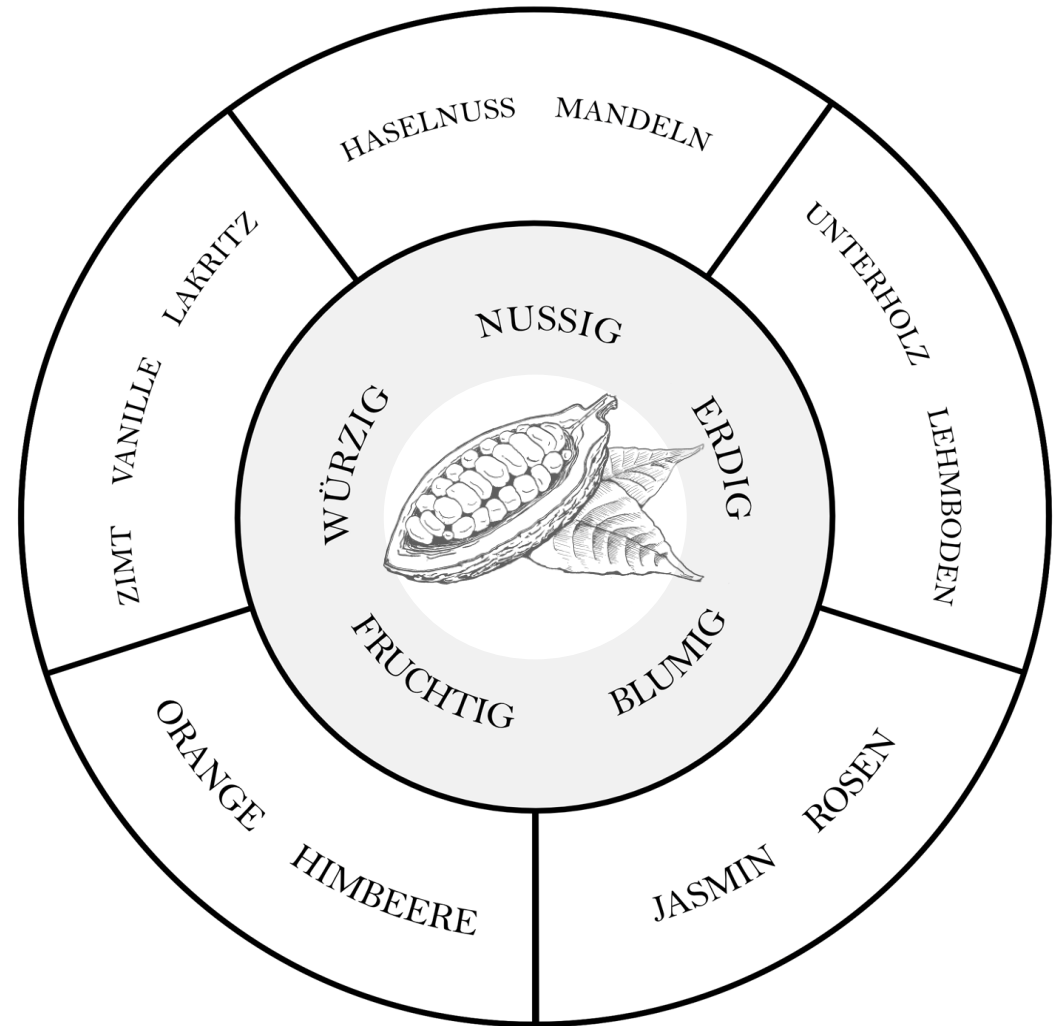 HASELNUSS MANDELN
UNTERHOLZ LEHMBODEN
ROSEN JASMIN
ORANGE HIMBEERE
ZIMT VANILLE LAKRITZ
NUSSIG
ERDIG
BLUMIG
FRUCHTIG
WÜRZIG